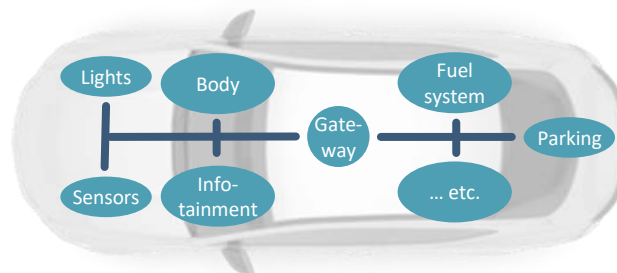 Lights
Body
Fuel
system
Gate-
way
Parking
Sensors
Info-
tainment
... etc.